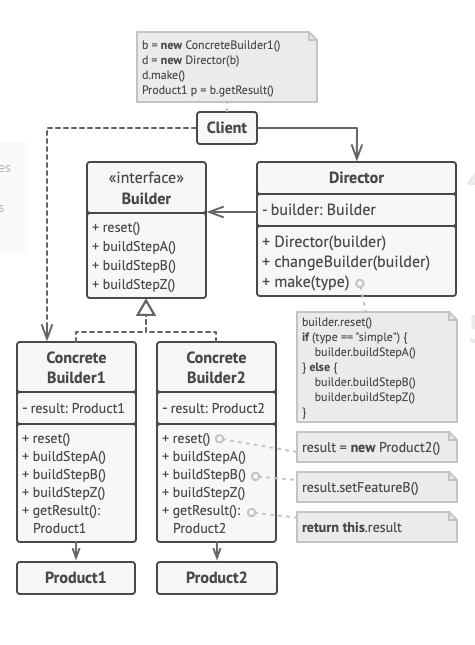 b = new ConcreteBuilder1()
d = new Director(b)
d.make()
Product1 p = b.getResult()
Client
es
s
«interface»
Builder
+ reset()
+ buildStepA()
+ buildStepB()
+ buildStepZ()
Director
- builder: Builder
+ Director(builder)
+ changeBuilder(builder)
+ make(type)
builder.reset()
if (type == "simple") {
builder.buildStepA()
} else {
builder.buildStepB()
builder.buildStepZ()
}
Concrete
Builder1
- result: Product1
+ reset()
+ buildStepA()
+ buildStepB()
+ buildStepZ()
+ getResult():
Product1
Concrete
Builder2
- result: Product2
+ reset()
+ buildStepA()
+ buildStepB()
+ buildStepZ()
+ getResult():
Product2
result = new Product2()
result.setFeatureB()
return this.result
Product1
Product2